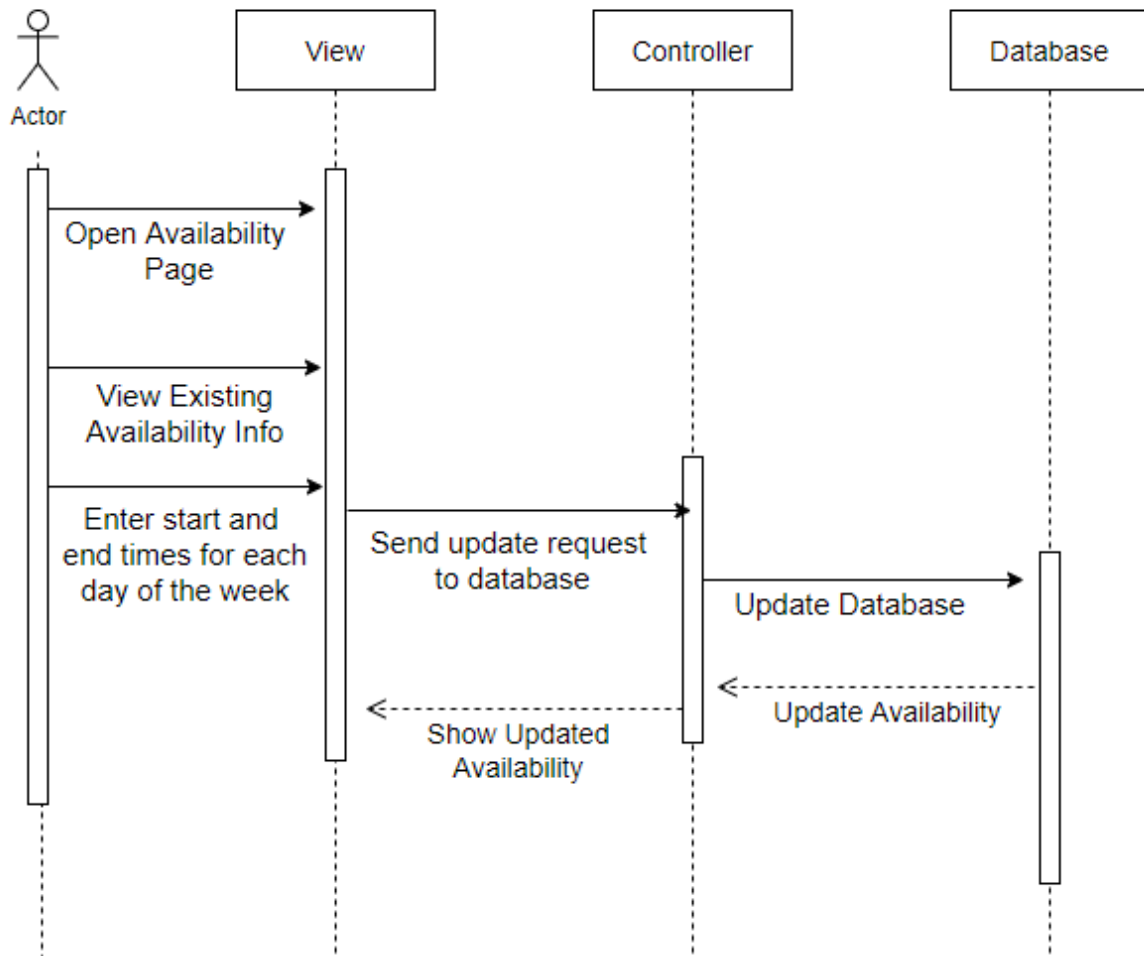 View
Controller
Database
Actor
Open Availability
Page
View Existing
Availability Info
Enter start and
end times for each
day of the week
Send update request
to database
Update Database
Update Availability
Show Updated
Availability